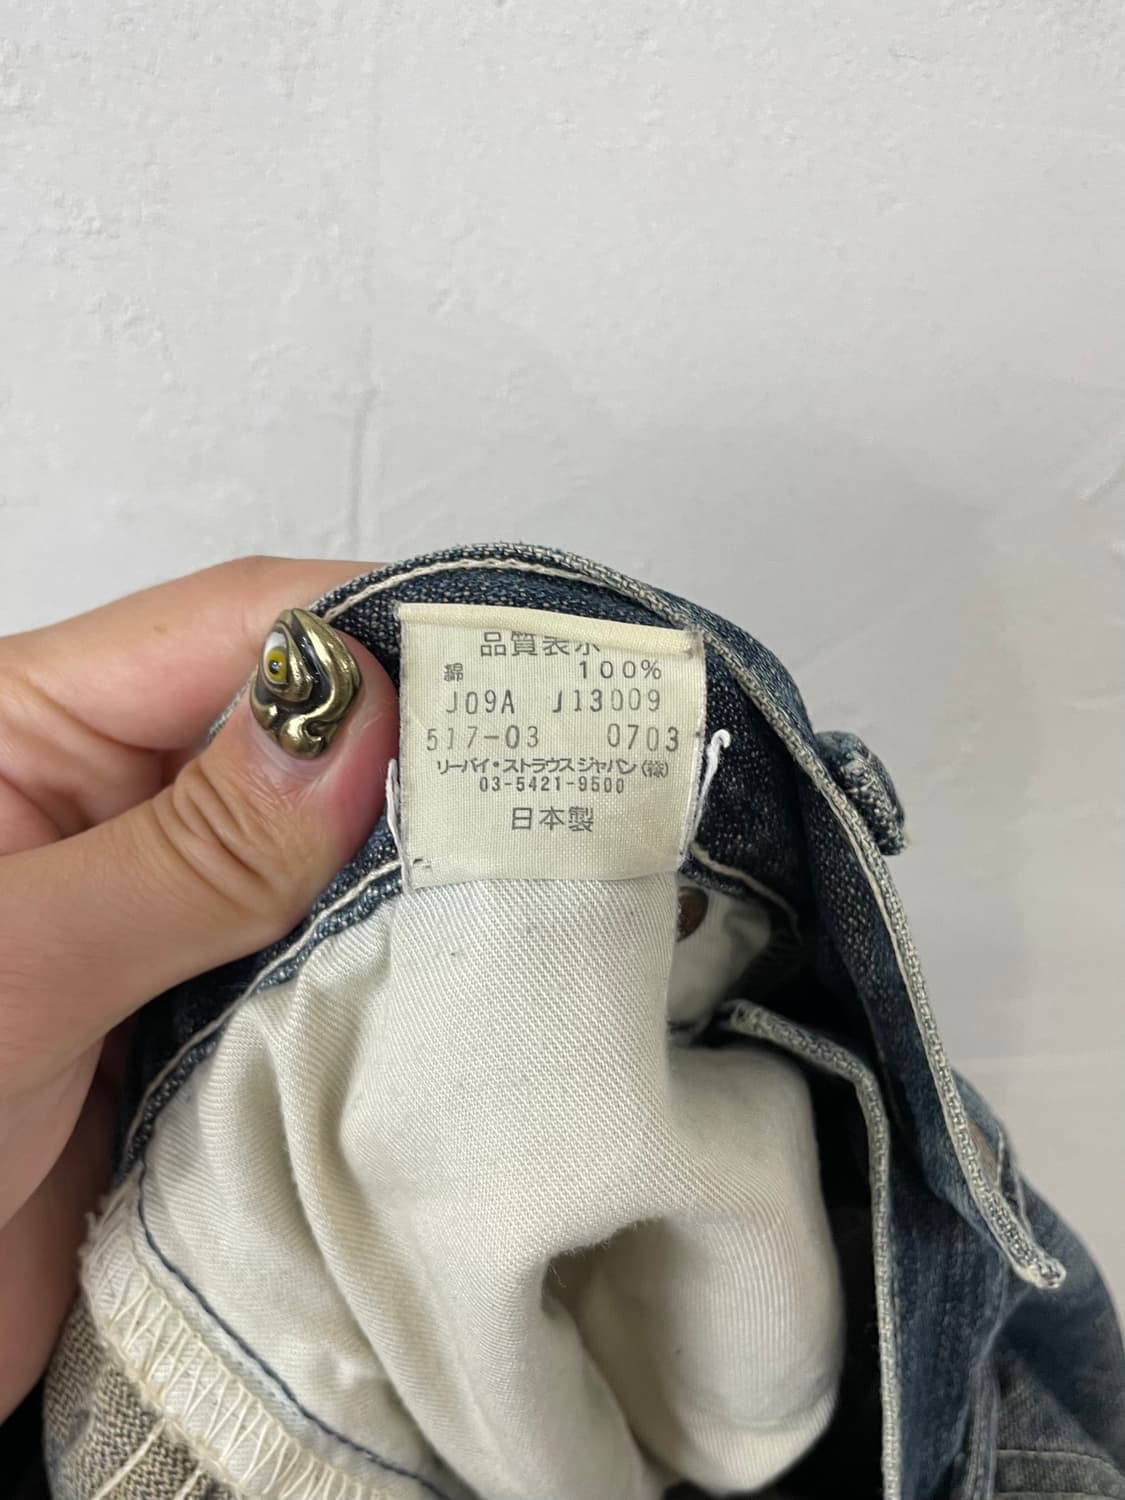 品質表示
綿 100%
J09A J13009
517-03 0703
リーバイ・ストラウス ジャパン(株)
03-5421-9500
日本製